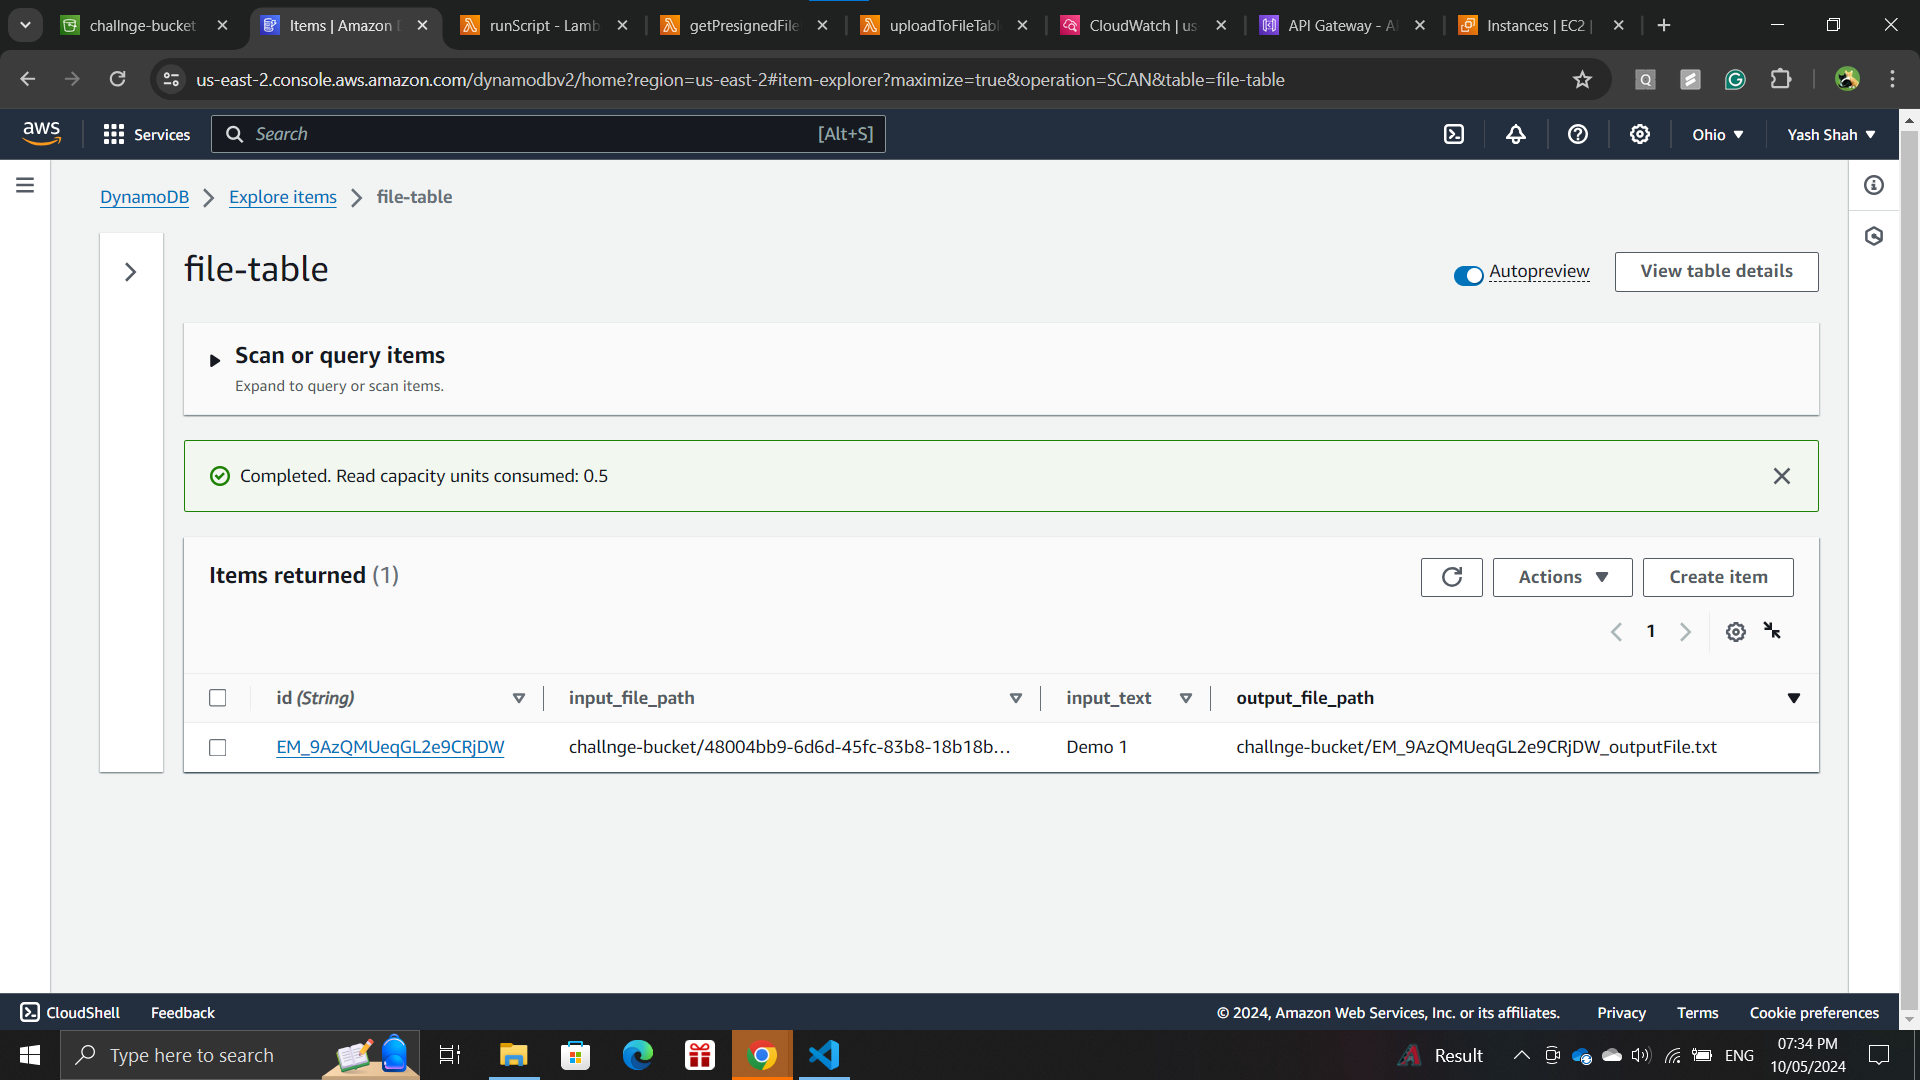 challnge-bucket
Items | Amazon D
runScript - Lamb
getPresignedFile
uploadToFileTabl
CloudWatch | us
API Gateway - A
Instances | EC2 |
us-east-2.console.aws.amazon.com/dynamodbv2/home?region=us-east-2#item-explorer?maximize=true&operation=SCAN&table=file-table
aws
Services
Search
[Alt+S]
Ohio
Yash Shah
DynamoDB
Explore items
file-table
file-table
Autopreview
View table details
Scan or query items
Expand to query or scan items.
Completed. Read capacity units consumed: 0.5
Items returned (1)
Actions
Create item
1
id (String)
input_file_path
input_text
output_file_path
EM_9AzQMUeqGL2e9CRjDW
challnge-bucket/48004bb9-6d6d-45fc-83b8-18b18b...
Demo 1
challnge-bucket/EM_9AzQMUeqGL2e9CRjDW_outputFile.txt
CloudShell
Feedback
© 2024, Amazon Web Services, Inc. or its affiliates.
Privacy
Terms
Cookie preferences
Type here to search
Result
ENG
07:34 PM
10/05/2024